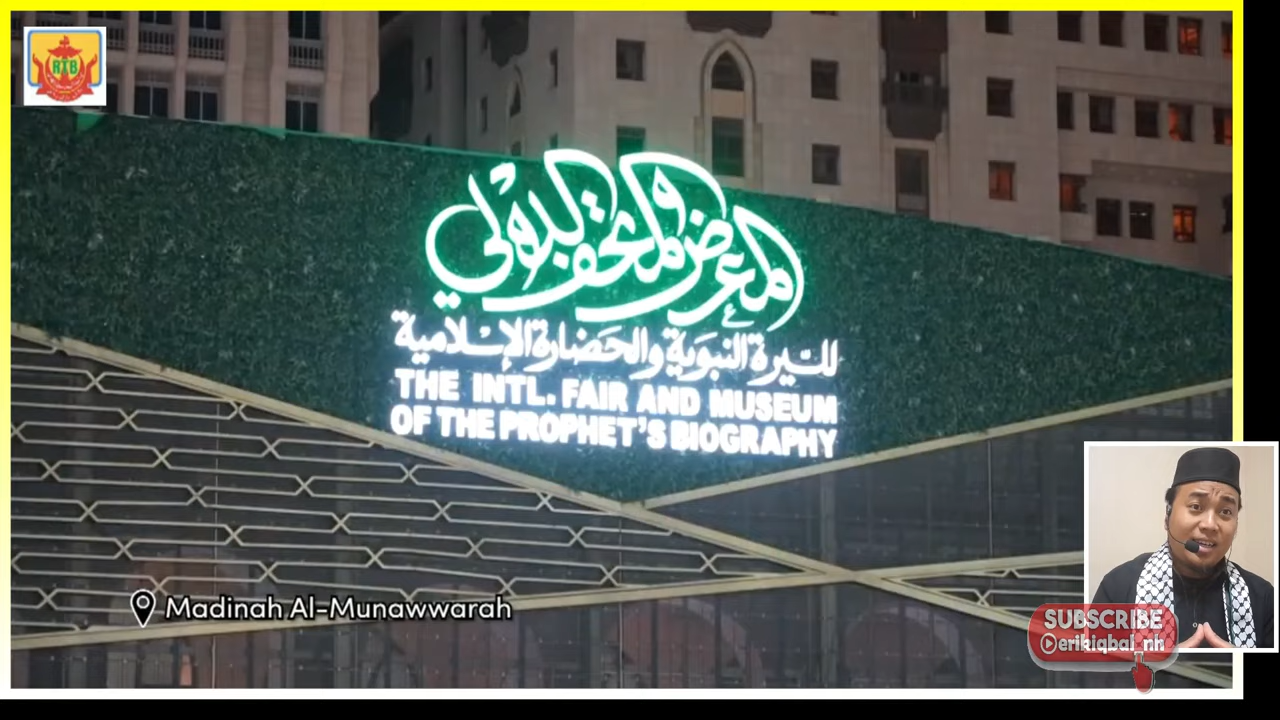 RTB
المعرض والمتحف الدولي
للسيرة النبوية والحضارة الإسلامية
THE INTL. FAIR AND MUSEUM
OF THE PROPHET'S BIOGRAPHY
Madinah Al-Munawwarah
SUBSCRIBE
erikiqbal_nh